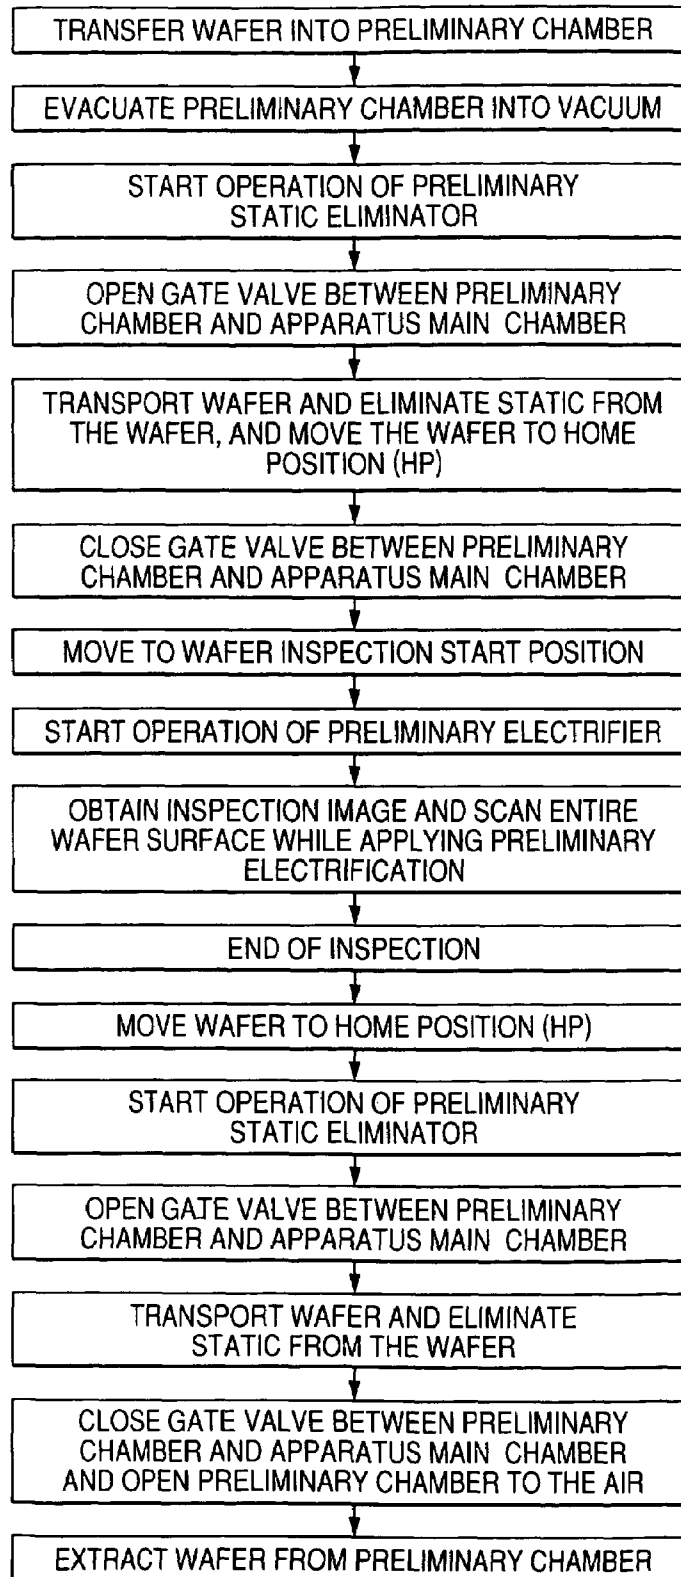 TRANSFER WAFER INTO PRELIMINARY CHAMBER
EVACUATE PRELIMINARY CHAMBER INTO VACUUM
START OPERATION OF PRELIMINARY
STATIC ELIMINATOR
OPEN GATE VALVE BETWEEN PRELIMINARY
CHAMBER AND APPARATUS MAIN CHAMBER
TRANSPORT WAFER AND ELIMINATE STATIC FROM
THE WAFER, AND MOVE THE WAFER TO HOME
POSITION (HP)
CLOSE GATE VALVE BETWEEN PRELIMINARY
CHAMBER AND APPARATUS MAIN CHAMBER
MOVE TO WAFER INSPECTION START POSITION
START OPERATION OF PRELIMINARY ELECTRIFIER
OBTAIN INSPECTION IMAGE AND SCAN ENTIRE
WAFER SURFACE WHILE APPLYING PRELIMINARY
ELECTRIFICATION
END OF INSPECTION
MOVE WAFER TO HOME POSITION (HP)
START OPERATION OF PRELIMINARY
STATIC ELIMINATOR
OPEN GATE VALVE BETWEEN PRELIMINARY
CHAMBER AND APPARATUS MAIN CHAMBER
TRANSPORT WAFER AND ELIMINATE
STATIC FROM THE WAFER
CLOSE GATE VALVE BETWEEN PRELIMINARY
CHAMBER AND APPARATUS MAIN CHAMBER
AND OPEN PRELIMINARY CHAMBER TO THE AIR
EXTRACT WAFER FROM PRELIMINARY CHAMBER